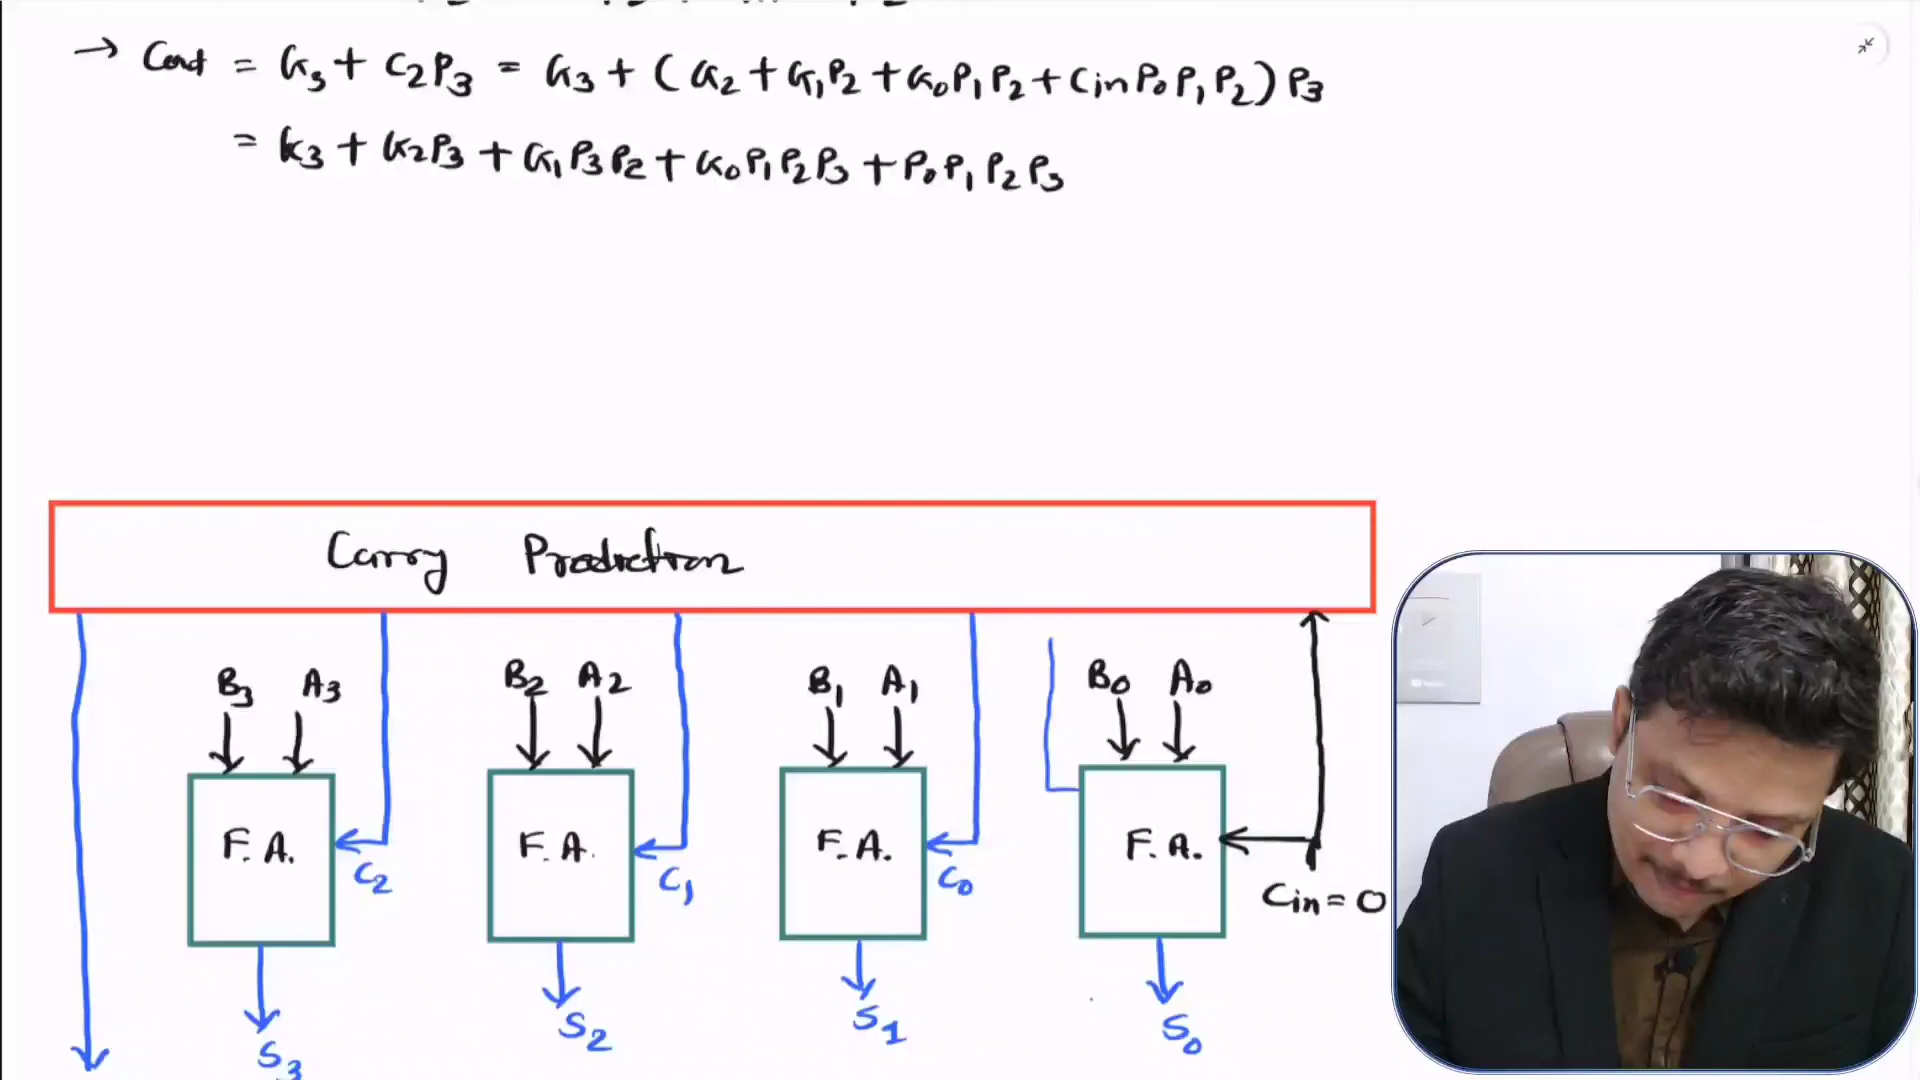 → Cout = G3 + C2P3 = G3 + (G2 + G1P2 + G0P1P2 + CinP0P1P2) P3
= G3 + G2P3 + G1P3P2 + G0P1P2P3 + P0P1P2P3
Carry Prediction
B3 A3 B2 A2 B1 A1 B0 A0
F.A. C2 F.A. C1 F.A. C0 F.A. Cin = 0
S3 S2 S1 S0